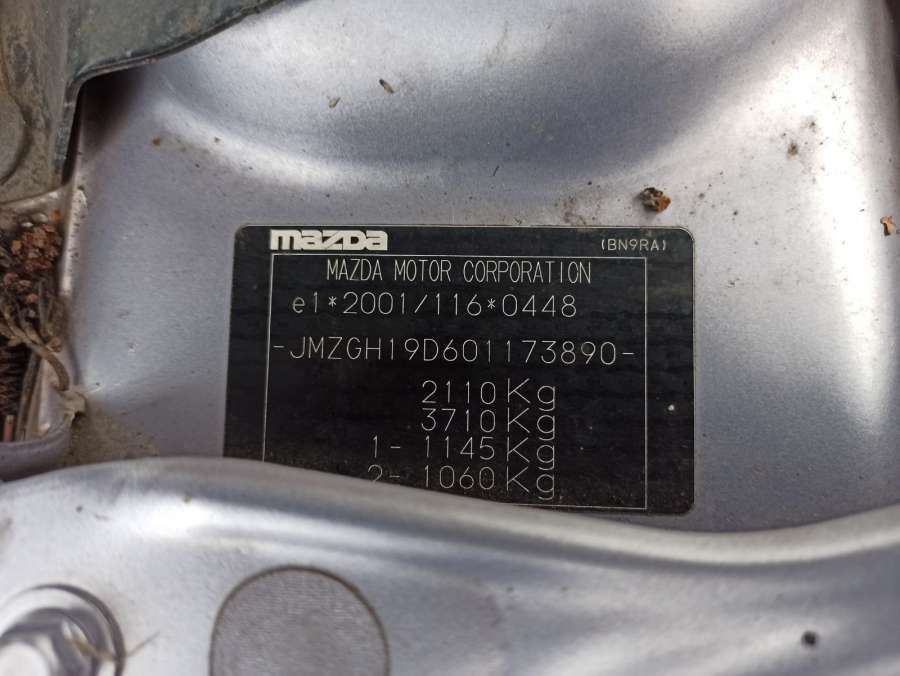 mazda (BN9RA)
MAZDA MOTOR CORPORATION
e1*2001/116*0448
-JMZGH19D601173890-
2110Kg
3710Kg
1- 1145Kg
2- 1060Kg